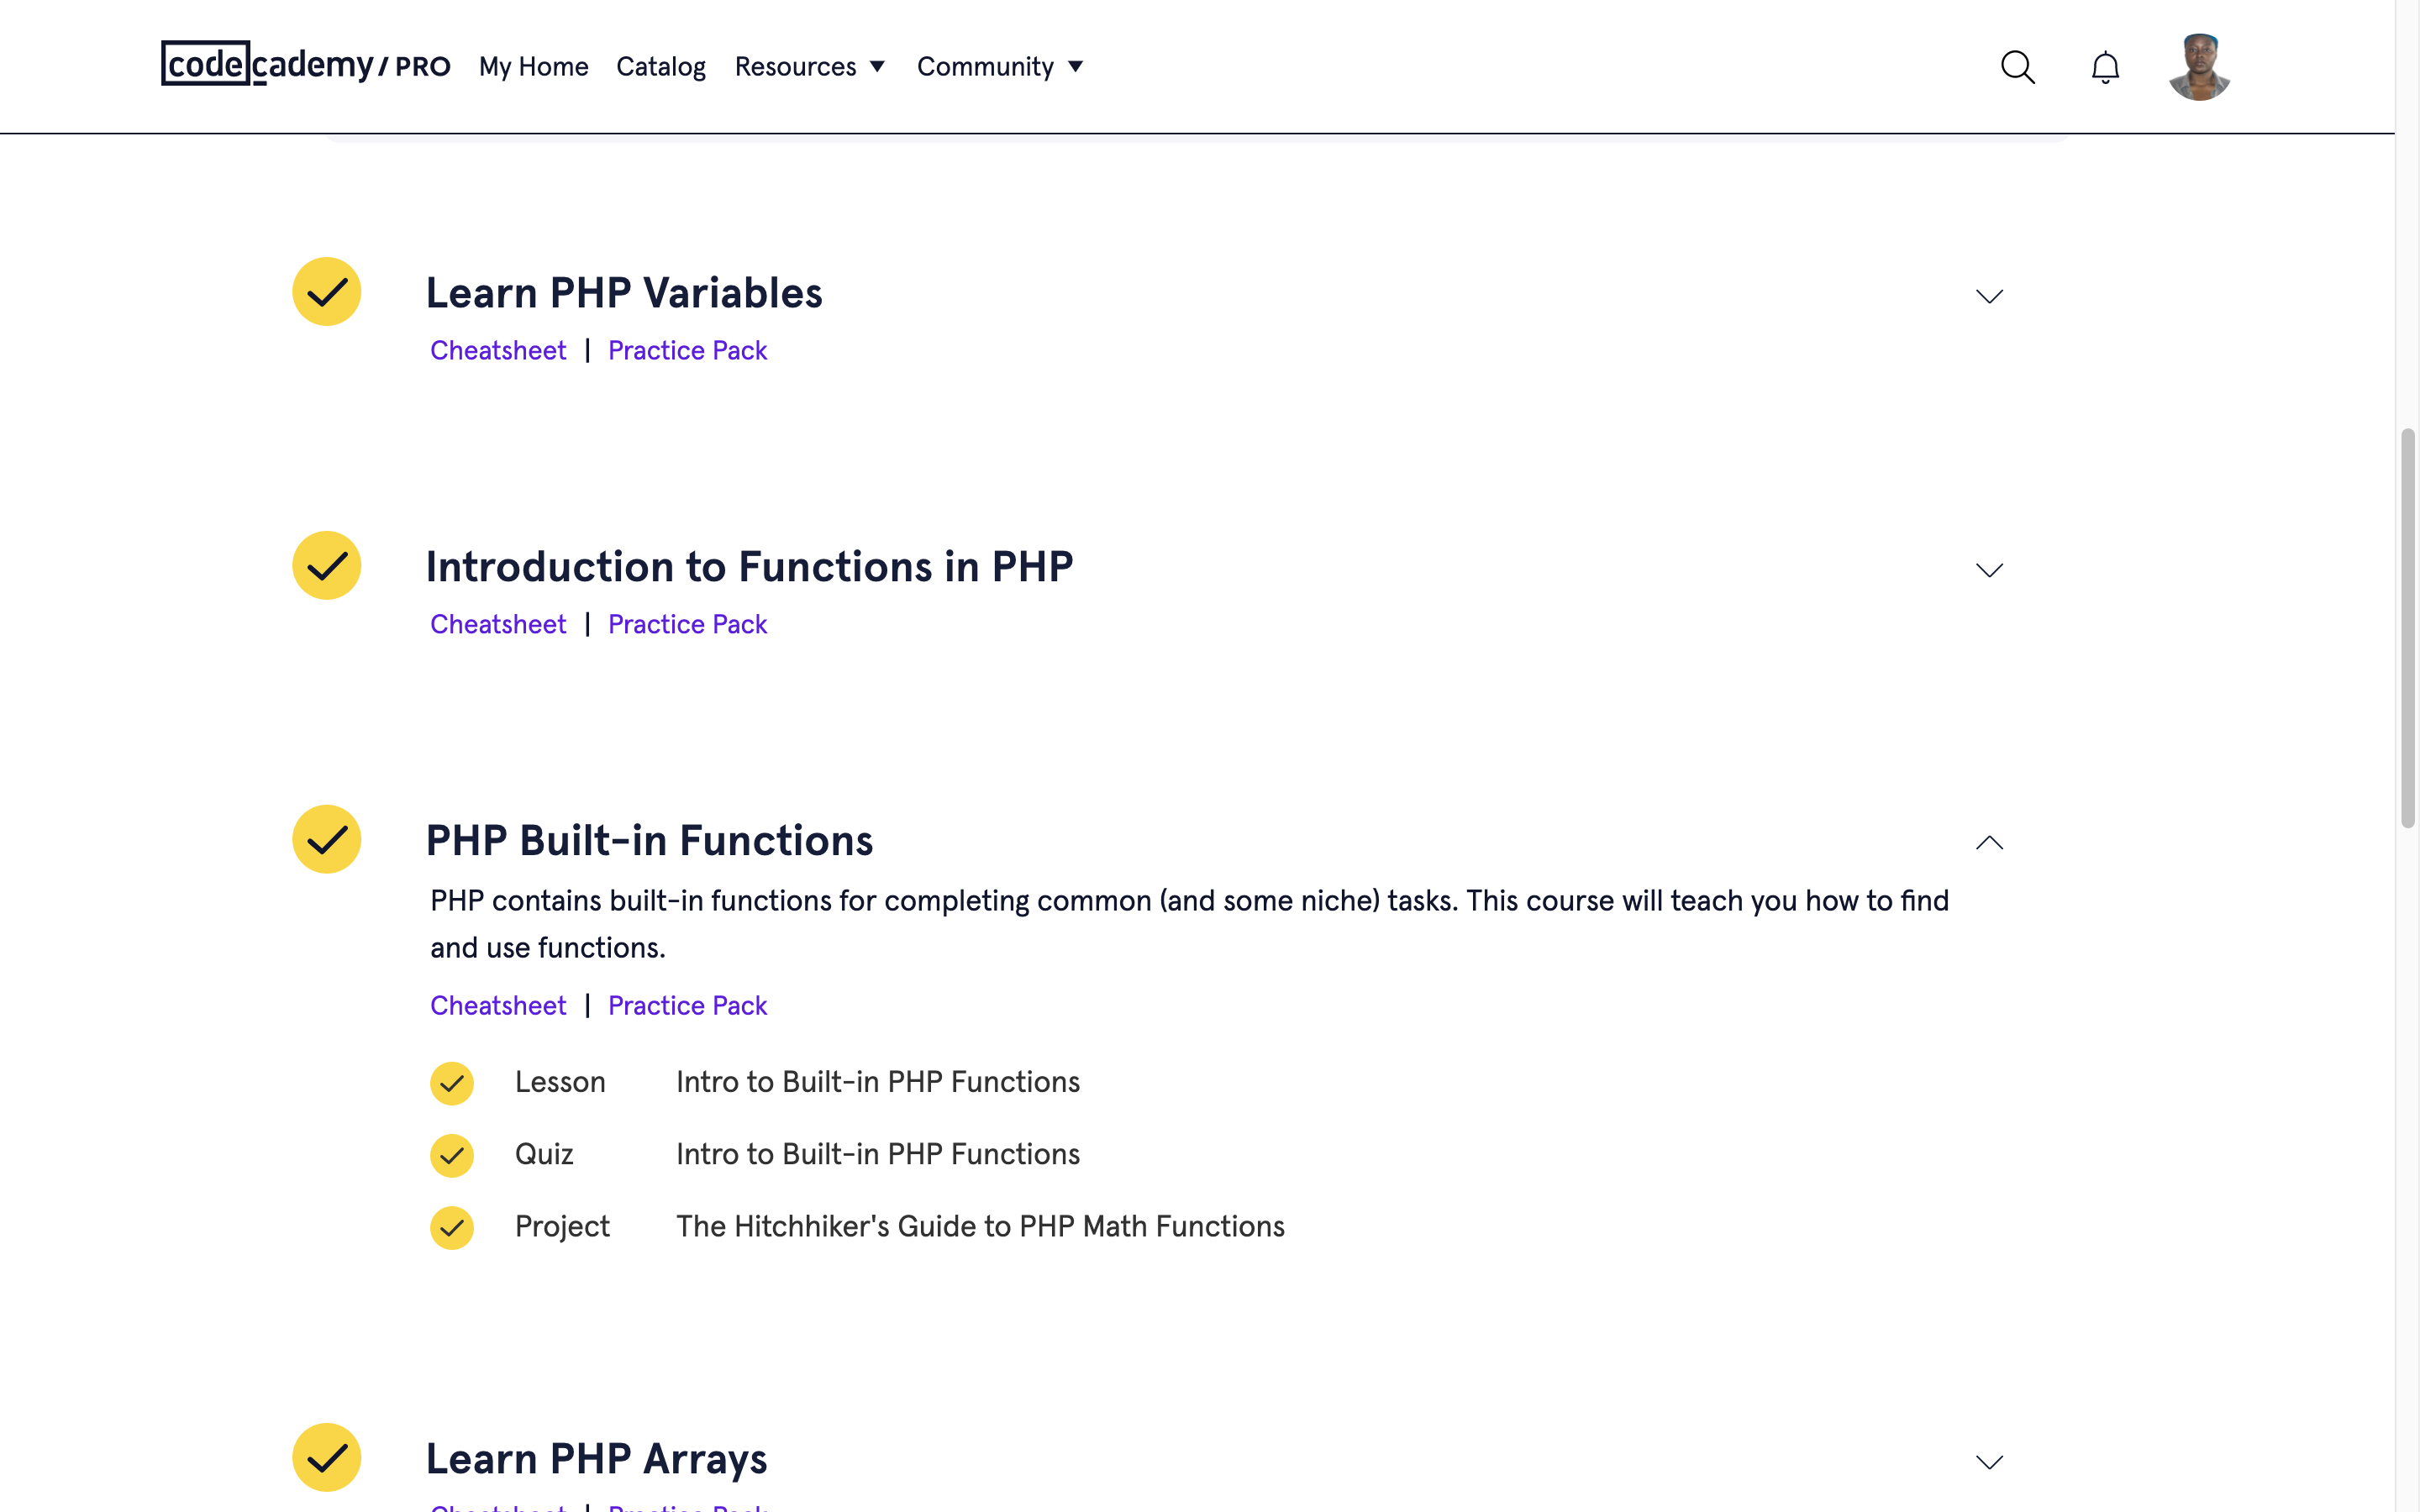 codecademy / PRO My Home Catalog Resources Community
Learn PHP Variables
Cheatsheet | Practice Pack
Introduction to Functions in PHP
Cheatsheet | Practice Pack
PHP Built-in Functions
PHP contains built-in functions for completing common (and some niche) tasks. This course will teach you how to find
and use functions.
Cheatsheet | Practice Pack
Lesson Intro to Built-in PHP Functions
Quiz Intro to Built-in PHP Functions
Project The Hitchhiker's Guide to PHP Math Functions
Learn PHP Arrays
Cheatsheet | Practice Pack